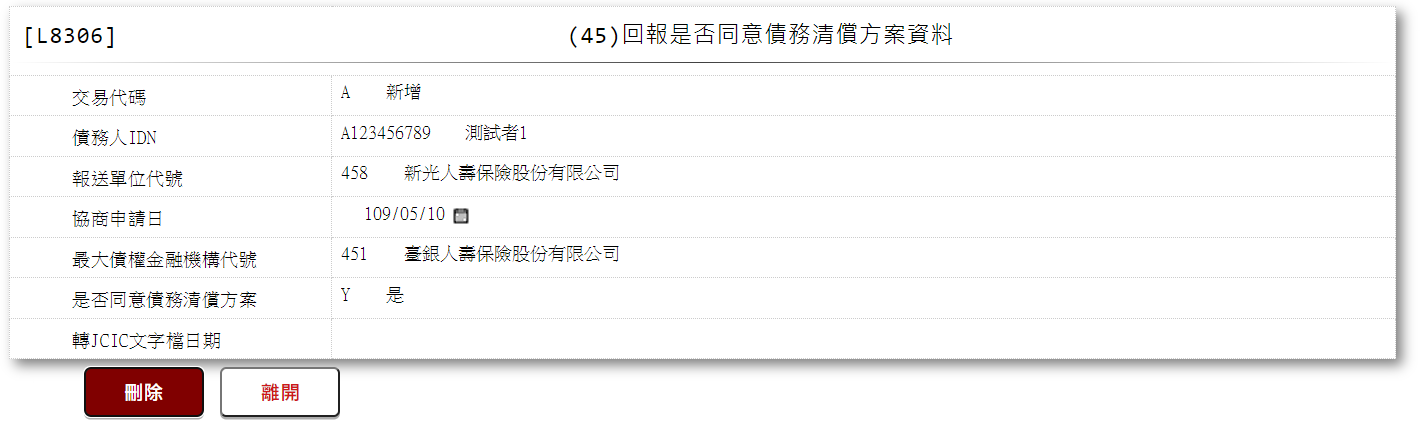 [L8306] (45)回報是否同意債務清償方案資料
交易代碼 A 新增
債務人IDN A123456789 測試者1
報送單位代號 458 新光人壽保險股份有限公司
協商申請日 109/05/10
最大債權金融機構代號 451 臺銀人壽保險股份有限公司
是否同意債務清償方案 Y 是
轉JCIC文字檔日期
刪除 離開